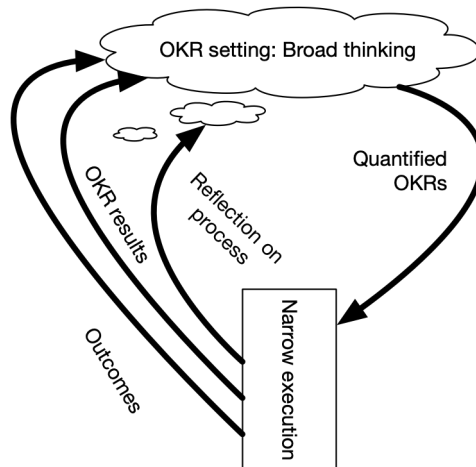 OKR setting: Broad thinking
Quantified
OKRs
Reflection on
process
OKR results
Outcomes
Narrow execution